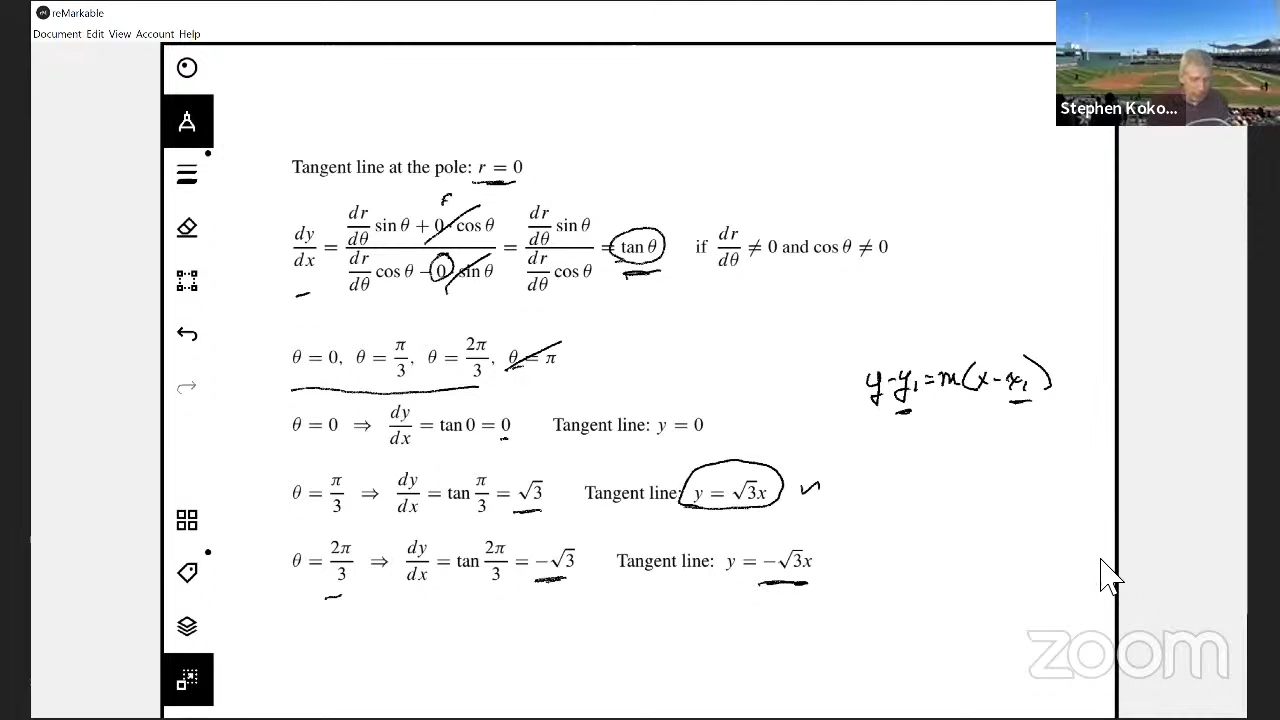 reMarkable
Document Edit View Account Help
Stephen Koko...
Tangent line at the pole: r = 0
dy/dx = (dr/dθ sin θ + 0 · cos θ)/(dr/dθ cos θ − 0 · sin θ) = (dr/dθ sin θ)/(dr/dθ cos θ) = tan θ if dr/dθ ≠ 0 and cos θ ≠ 0
θ = 0, θ = π/3, θ = 2π/3, θ = π
y-y₁=m(x-x₁)
θ = 0 ⇒ dy/dx = tan 0 = 0 Tangent line: y = 0
θ = π/3 ⇒ dy/dx = tan π/3 = √3 Tangent line: y = √3x
θ = 2π/3 ⇒ dy/dx = tan 2π/3 = −√3 Tangent line: y = −√3x
zoom